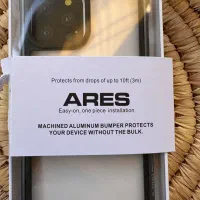 Protects from drops of up to 10ft (3m)
ARES
Easy-on, one piece installation
MACHINED ALUMINUM BUMPER PROTECTS
YOUR DEVICE WITHOUT THE BULK.